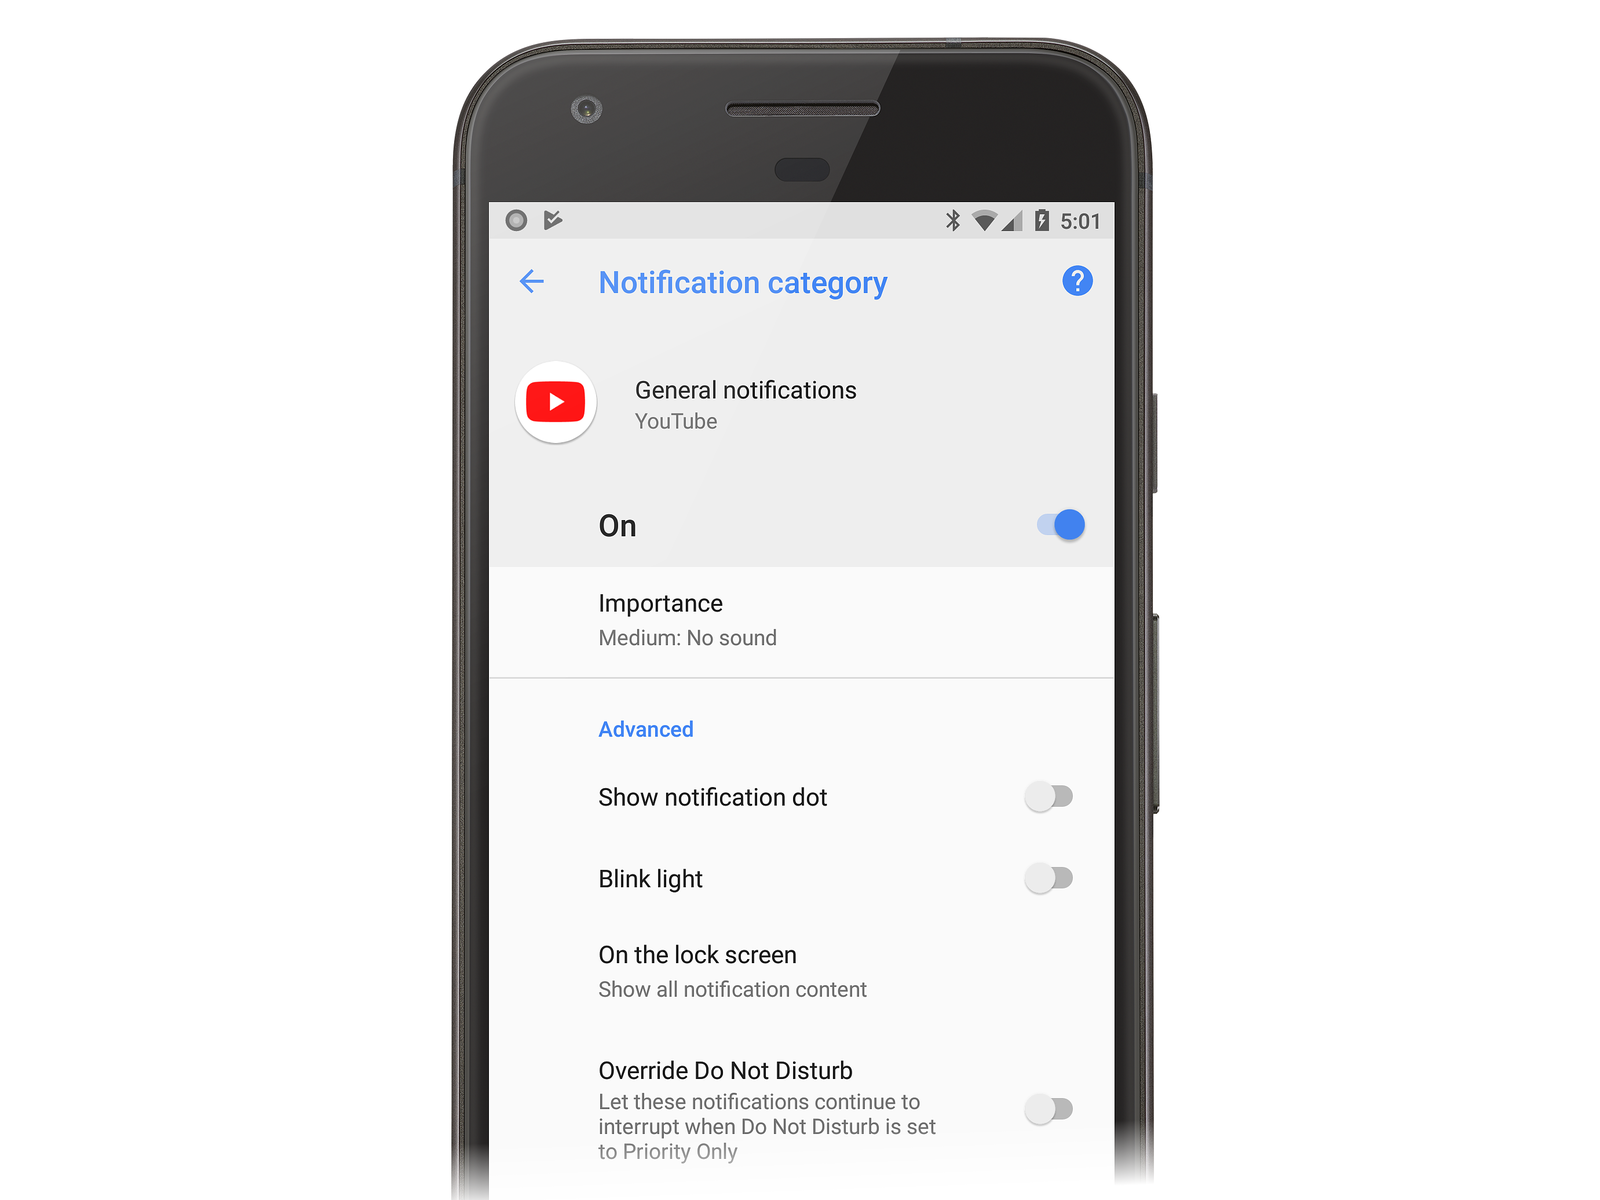 5:01
Notification category
?
General notifications
YouTube
On
Importance
Medium: No sound
Advanced
Show notification dot
Blink light
On the lock screen
Show all notification content
Override Do Not Disturb
Let these notifications continue to
interrupt when Do Not Disturb is set
to Priority Only